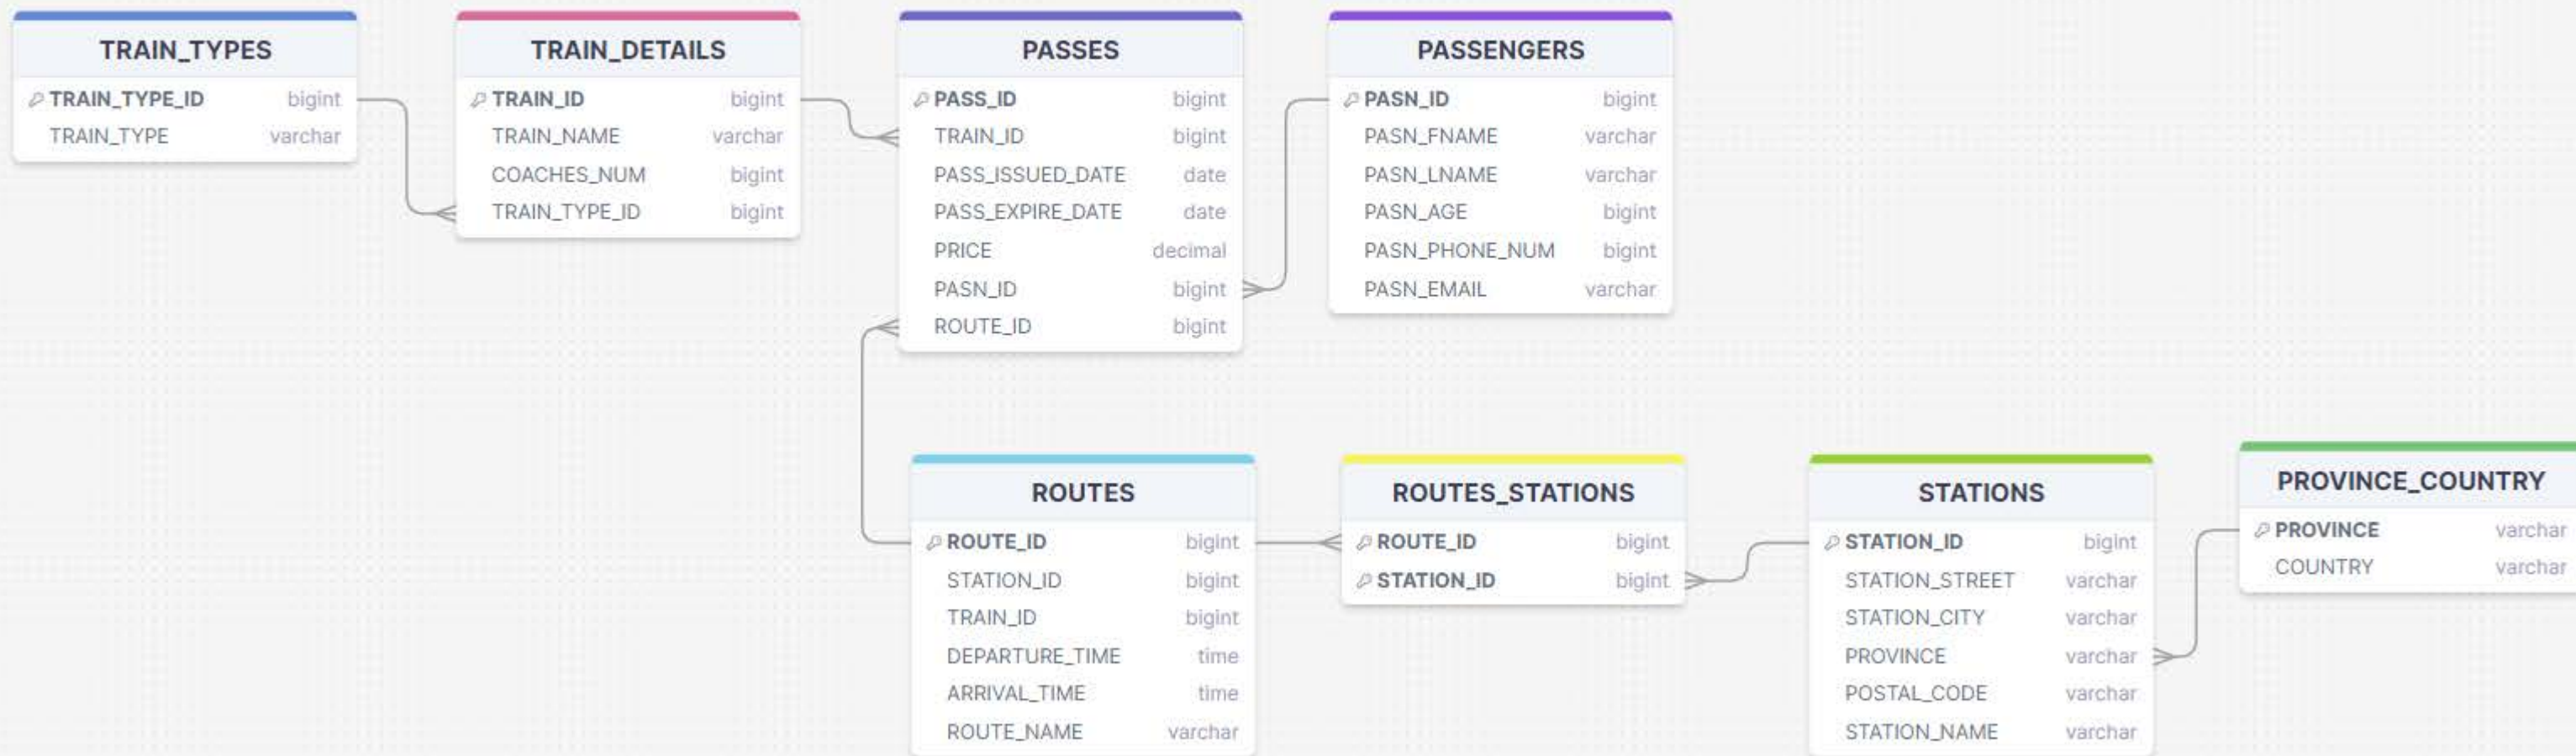 TRAIN_TYPES
TRAIN_TYPE_ID bigint
TRAIN_TYPE varchar
TRAIN_DETAILS
TRAIN_ID bigint
TRAIN_NAME varchar
COACHES_NUM bigint
TRAIN_TYPE_ID bigint
PASSES
PASS_ID bigint
TRAIN_ID bigint
PASS_ISSUED_DATE date
PASS_EXPIRE_DATE date
PRICE decimal
PASN_ID bigint
ROUTE_ID bigint
PASSENGERS
PASN_ID bigint
PASN_FNAME varchar
PASN_LNAME varchar
PASN_AGE bigint
PASN_PHONE_NUM bigint
PASN_EMAIL varchar
ROUTES
ROUTE_ID bigint
STATION_ID bigint
TRAIN_ID bigint
DEPARTURE_TIME time
ARRIVAL_TIME time
ROUTE_NAME varchar
ROUTES_STATIONS
ROUTE_ID bigint
STATION_ID bigint
STATIONS
STATION_ID bigint
STATION_STREET varchar
STATION_CITY varchar
PROVINCE varchar
POSTAL_CODE varchar
STATION_NAME varchar
PROVINCE_COUNTRY
PROVINCE varchar
COUNTRY varchar